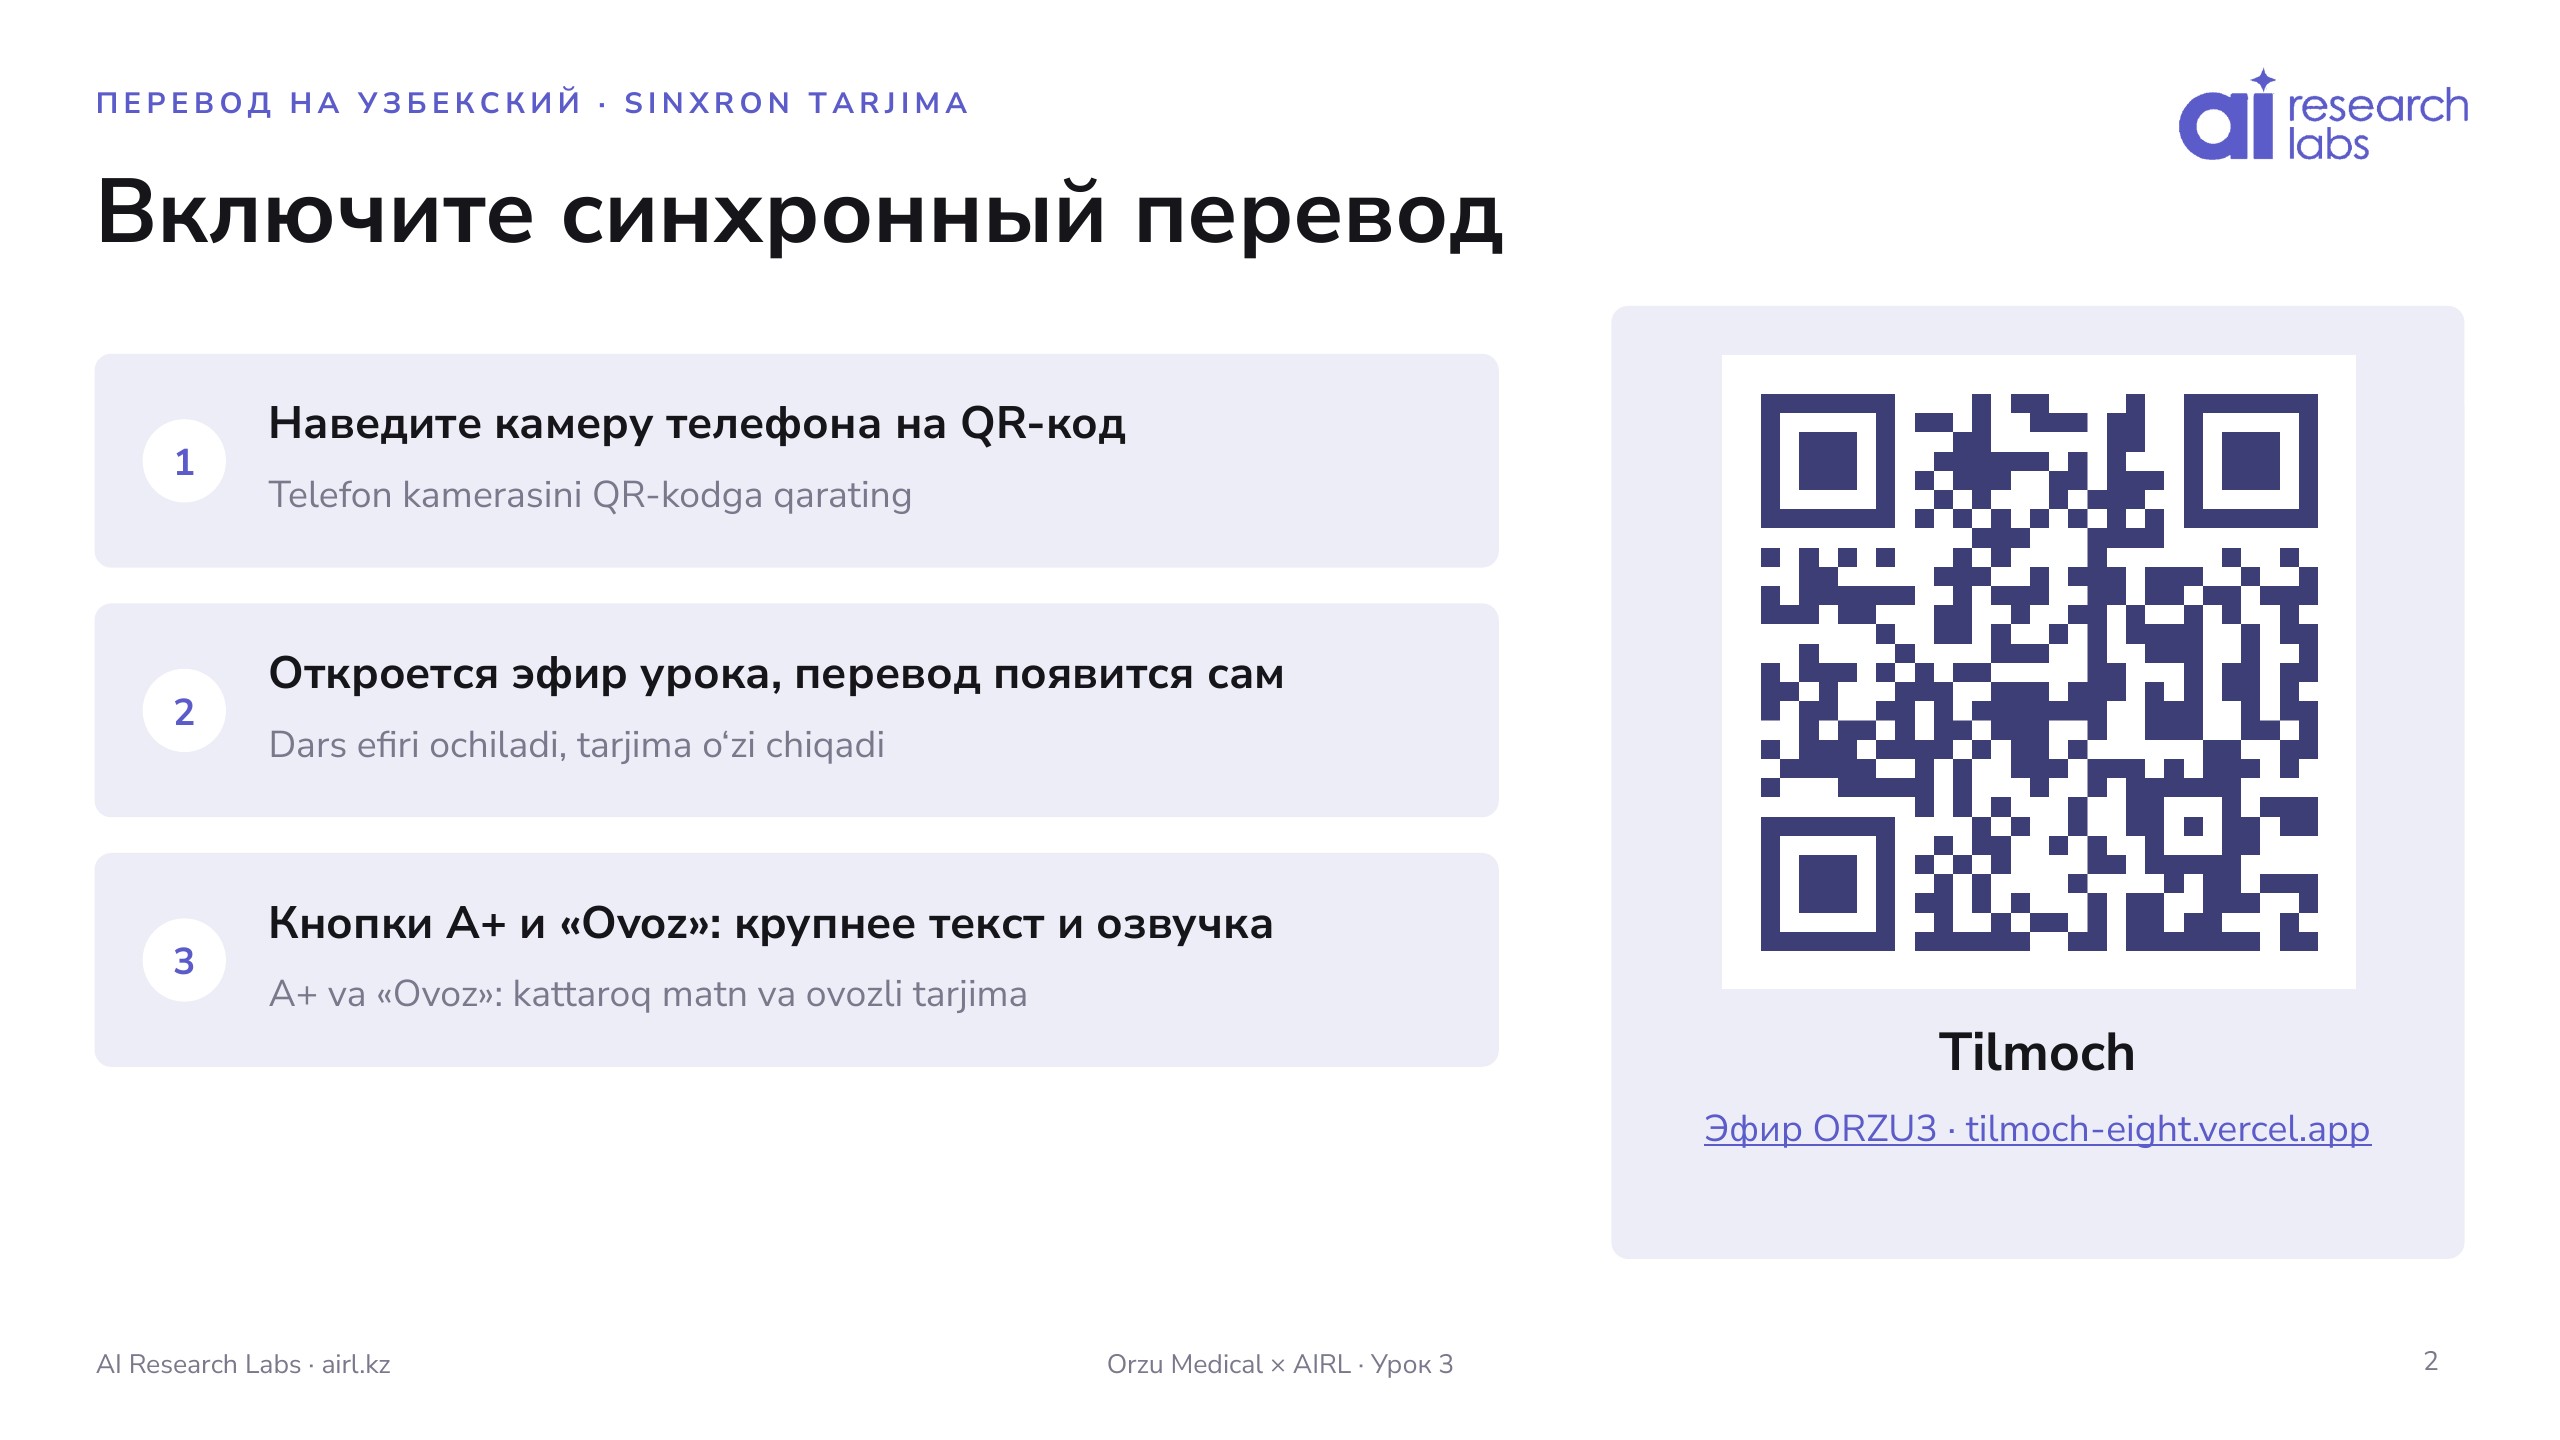 ПЕРЕВОД НА УЗБЕКСКИЙ · SINXRON TARJIMA
ai research labs
Включите синхронный перевод
1
Наведите камеру телефона на QR-код
Telefon kamerasini QR-kodga qarating
2
Откроется эфир урока, перевод появится сам
Dars efiri ochiladi, tarjima o‘zi chiqadi
3
Кнопки A+ и «Ovoz»: крупнее текст и озвучка
A+ va «Ovoz»: kattaroq matn va ovozli tarjima
Tilmoch
Эфир ORZU3 · tilmoch-eight.vercel.app
AI Research Labs · airl.kz
Orzu Medical × AIRL · Урок 3
2